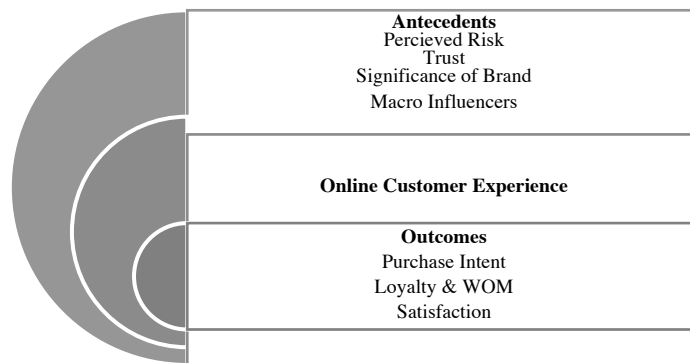 Antecedents
Percieved Risk
Trust
Significance of Brand
Macro Influencers
Online Customer Experience
Outcomes
Purchase Intent
Loyalty & WOM
Satisfaction